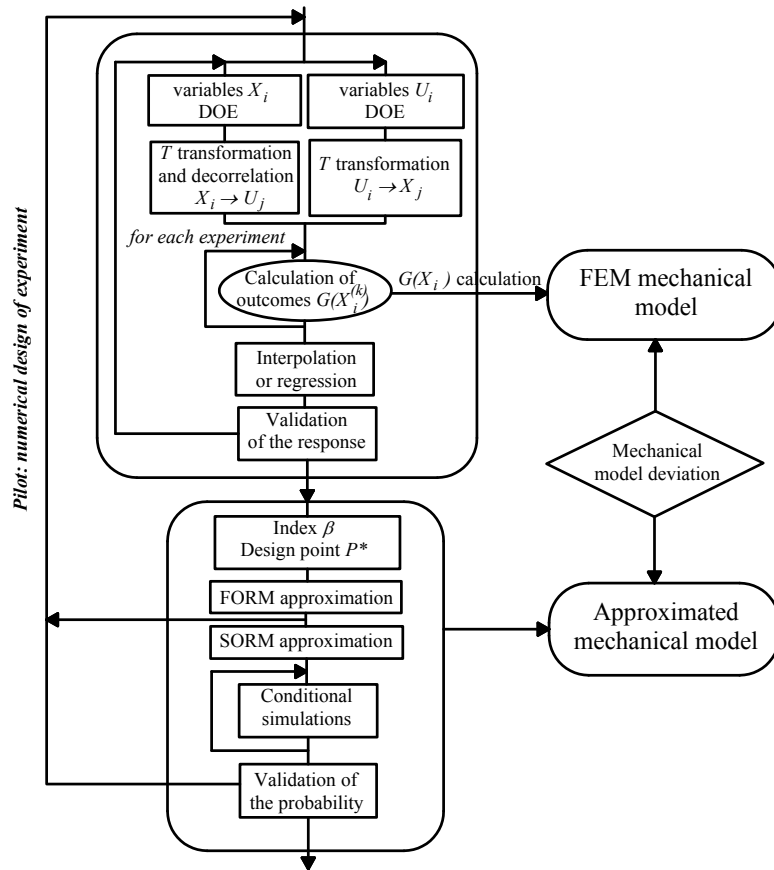 variables X_i
DOE
variables U_i
DOE
T transformation
and decorrelation
X_i → U_j
T transformation
U_i → X_j
for each experiment
Calculation of
outcomes G(X_i^(k))
G(X_i) calculation
FEM mechanical
model
Interpolation
or regression
Validation
of the response
Mechanical
model deviation
Pilot: numerical design of experiment
Index β
Design point P*
FORM approximation
SORM approximation
Approximated
mechanical model
Conditional
simulations
Validation of
the probability